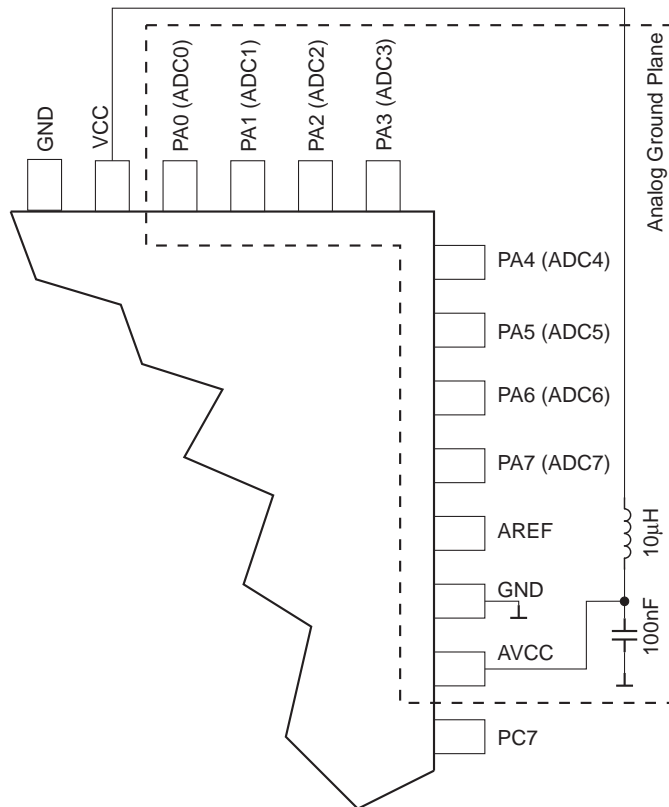 GND
VCC
PA0 (ADC0)
PA1 (ADC1)
PA2 (ADC2)
PA3 (ADC3)
Analog Ground Plane
PA4 (ADC4)
PA5 (ADC5)
PA6 (ADC6)
PA7 (ADC7)
AREF
10μH
GND
100nF
AVCC
PC7